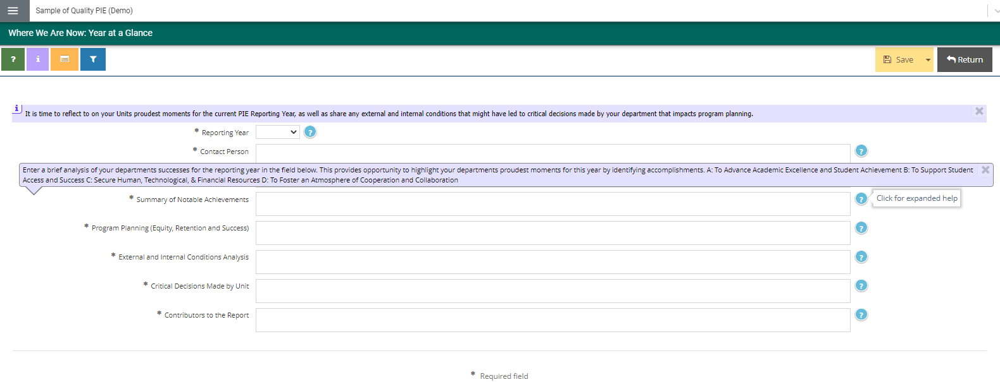 Sample of Quality PIE (Demo)
Where We Are Now: Year at a Glance
? i
Save
Return
i It is time to reflect to on your Units proudest moments for the current PIE Reporting Year, as well as share any external and internal conditions that might have led to critical decisions made by your department that impacts program planning.
* Reporting Year ?
* Contact Person ?
Enter a brief analysis of your departments successes for the reporting year in the field below. This provides opportunity to highlight your departments proudest moments for this year by identifying accomplishments. A: To Advance Academic Excellence and Student Achievement B: To Support Student
Access and Success C: Secure Human, Technological, & Financial Resources D: To Foster an Atmosphere of Cooperation and Collaboration
* Summary of Notable Achievements ? Click for expanded help
* Program Planning (Equity, Retention and Success) ?
* External and Internal Conditions Analysis ?
* Critical Decisions Made by Unit ?
* Contributors to the Report ?
* Required field